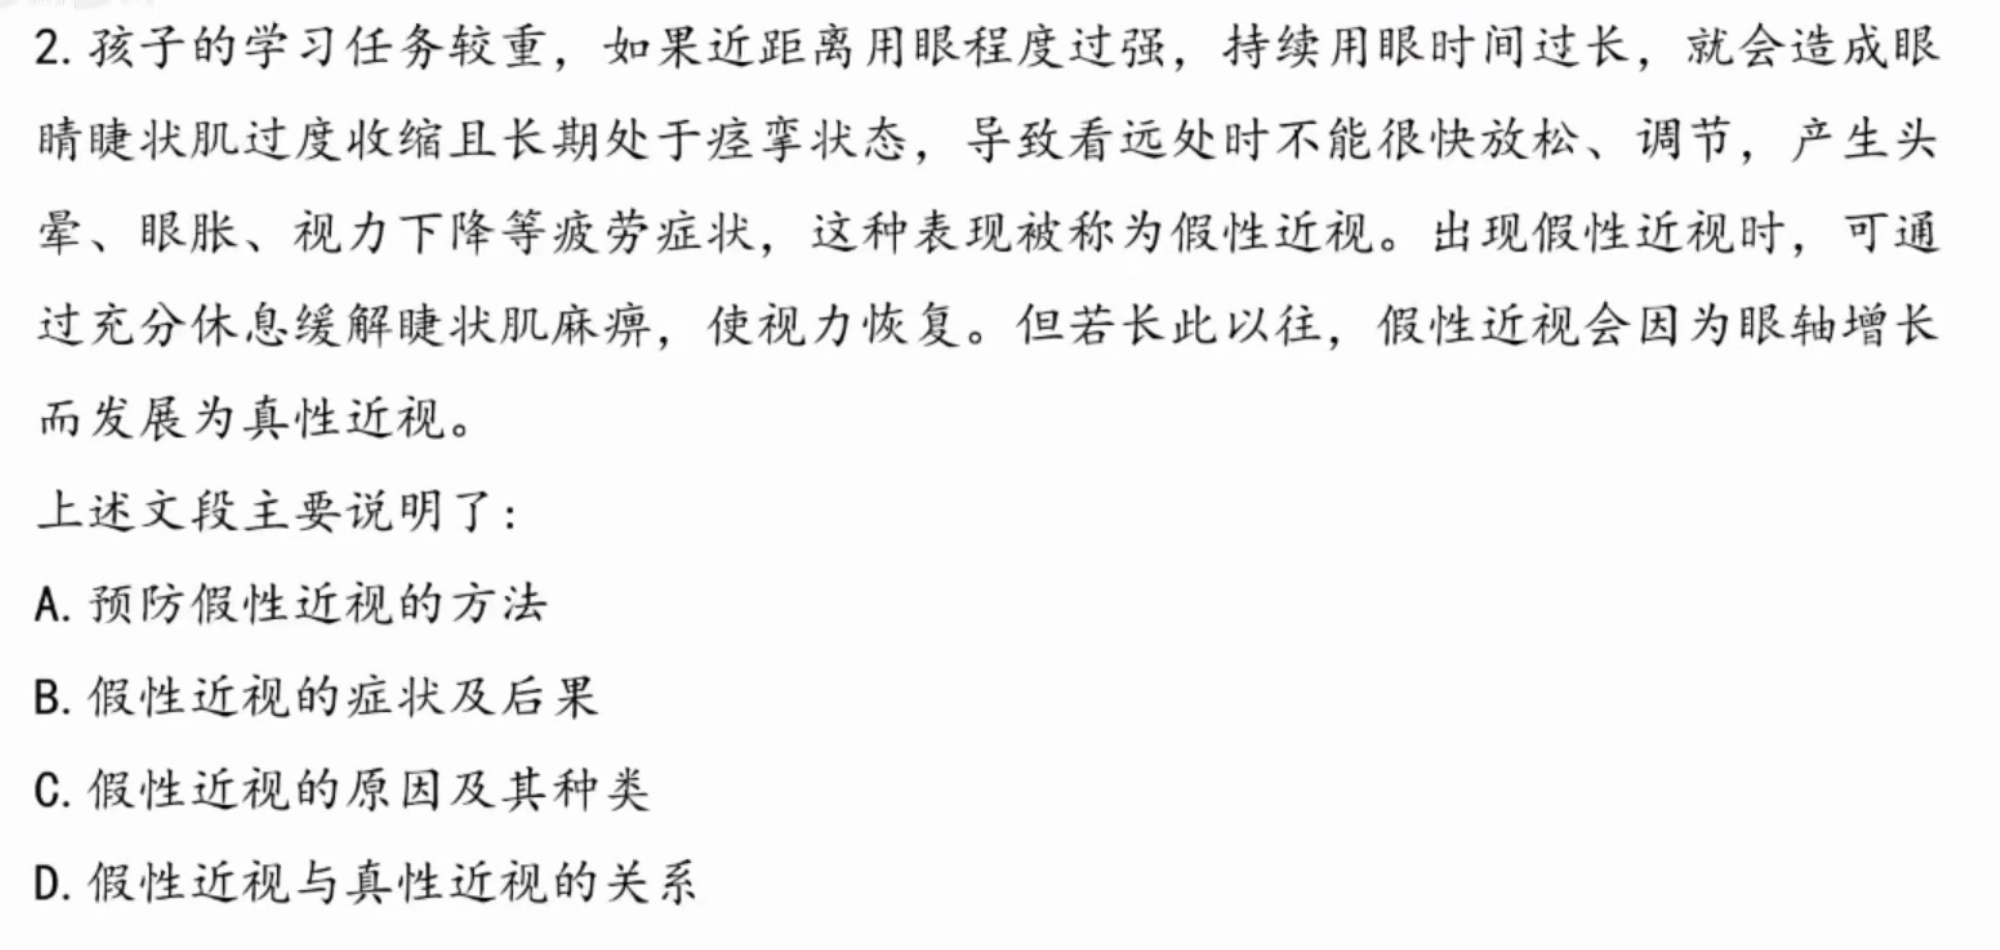 2. 孩子的学习任务较重，如果近距离用眼程度过强，持续用眼时间过长，就会造成眼
睛睫状肌过度收缩且长期处于痉挛状态，导致看远处时不能很快放松、调节，产生头
晕、眼胀、视力下降等疲劳症状，这种表现被称为假性近视。出现假性近视时，可通
过充分休息缓解睫状肌麻痹，使视力恢复。但若长此以往，假性近视会因为眼轴增长
而发展为真性近视。
上述文段主要说明了：
A. 预防假性近视的方法
B. 假性近视的症状及后果
C. 假性近视的原因及其种类
D. 假性近视与真性近视的关系